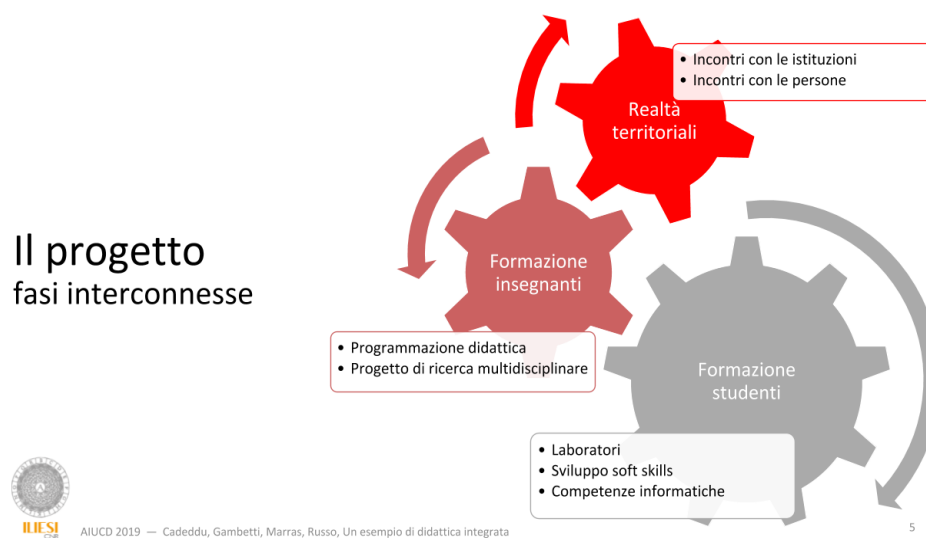 Il progetto
fasi interconnesse
Realtà
territoriali
• Incontri con le istituzioni
• Incontri con le persone
Formazione
insegnanti
• Programmazione didattica
• Progetto di ricerca multidisciplinare
Formazione
studenti
• Laboratori
• Sviluppo soft skills
• Competenze informatiche
ILIESI
CNR
AIUCD 2019 — Cadeddu, Gambetti, Marras, Russo, Un esempio di didattica integrata
5